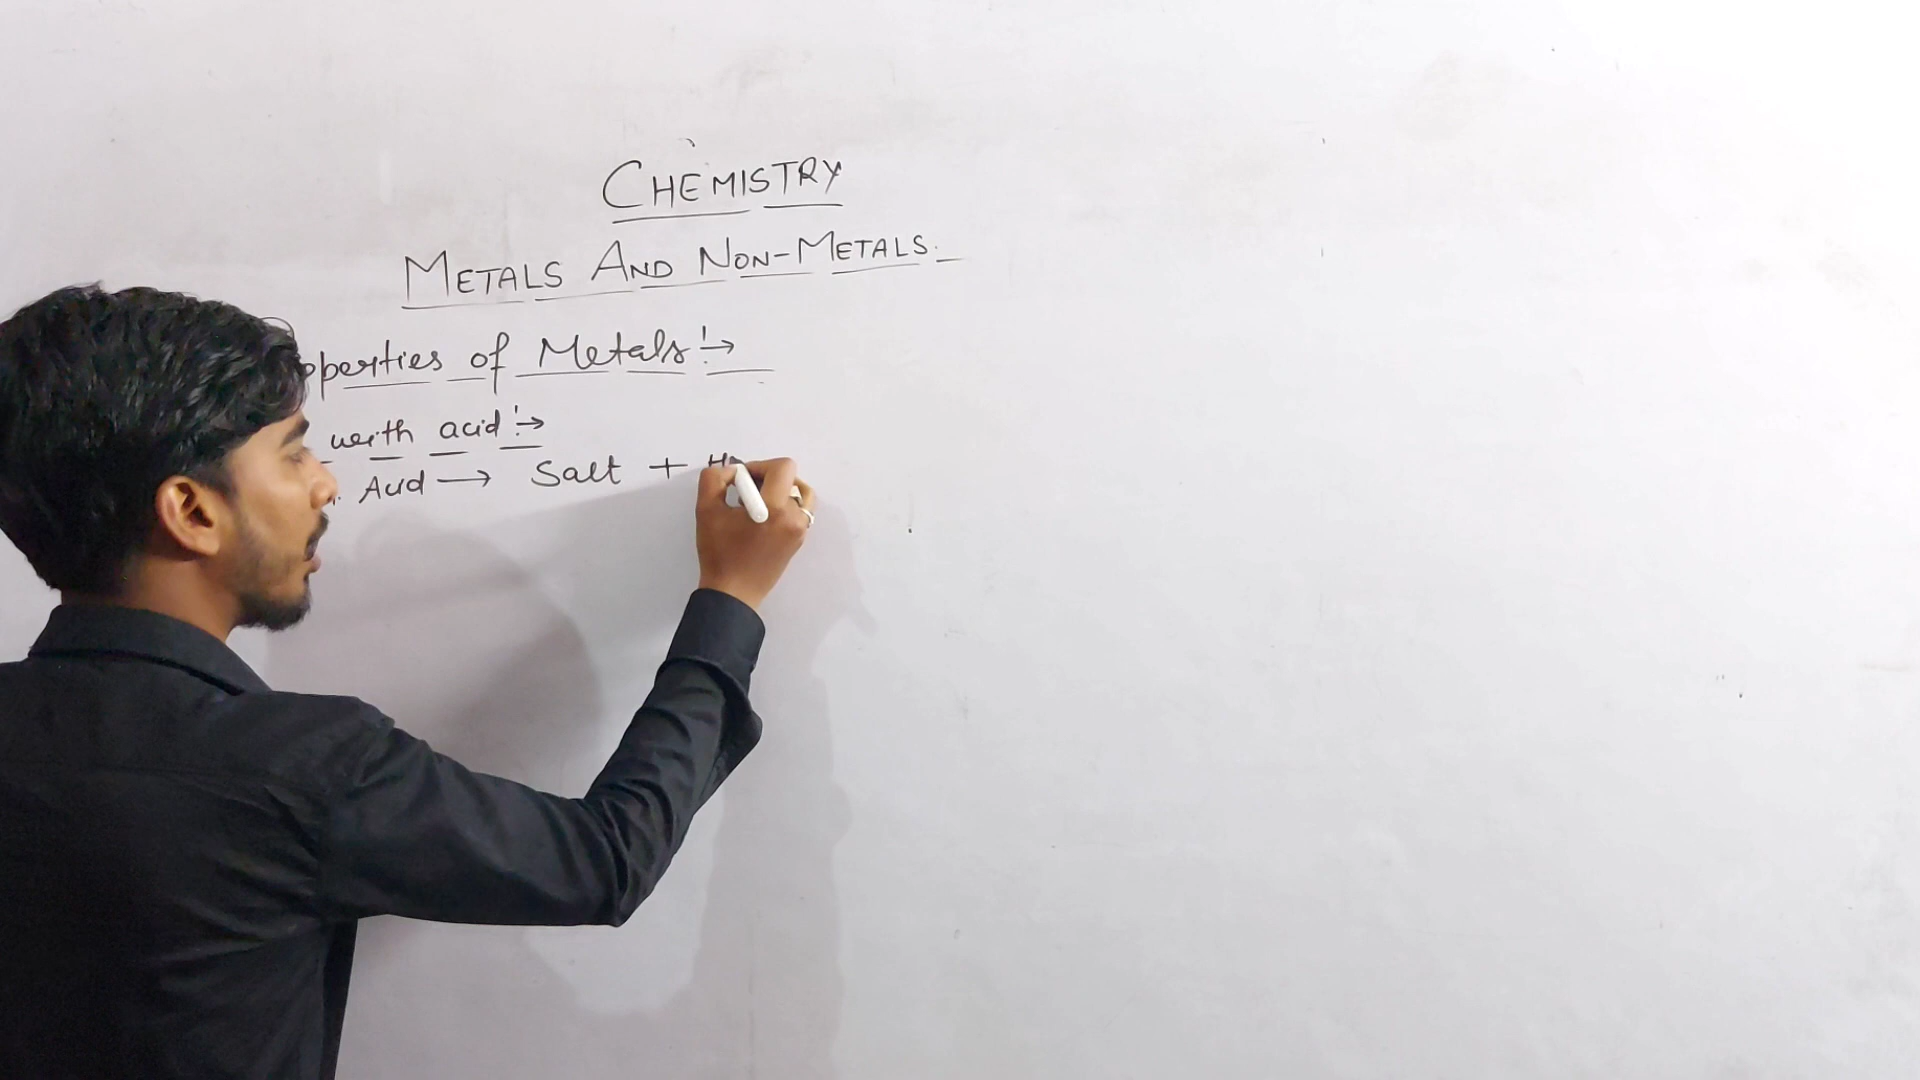 CHEMISTRY
METALS AND NON-METALS.
operties of Metals:→
with acid:→
Acid → Salt + H